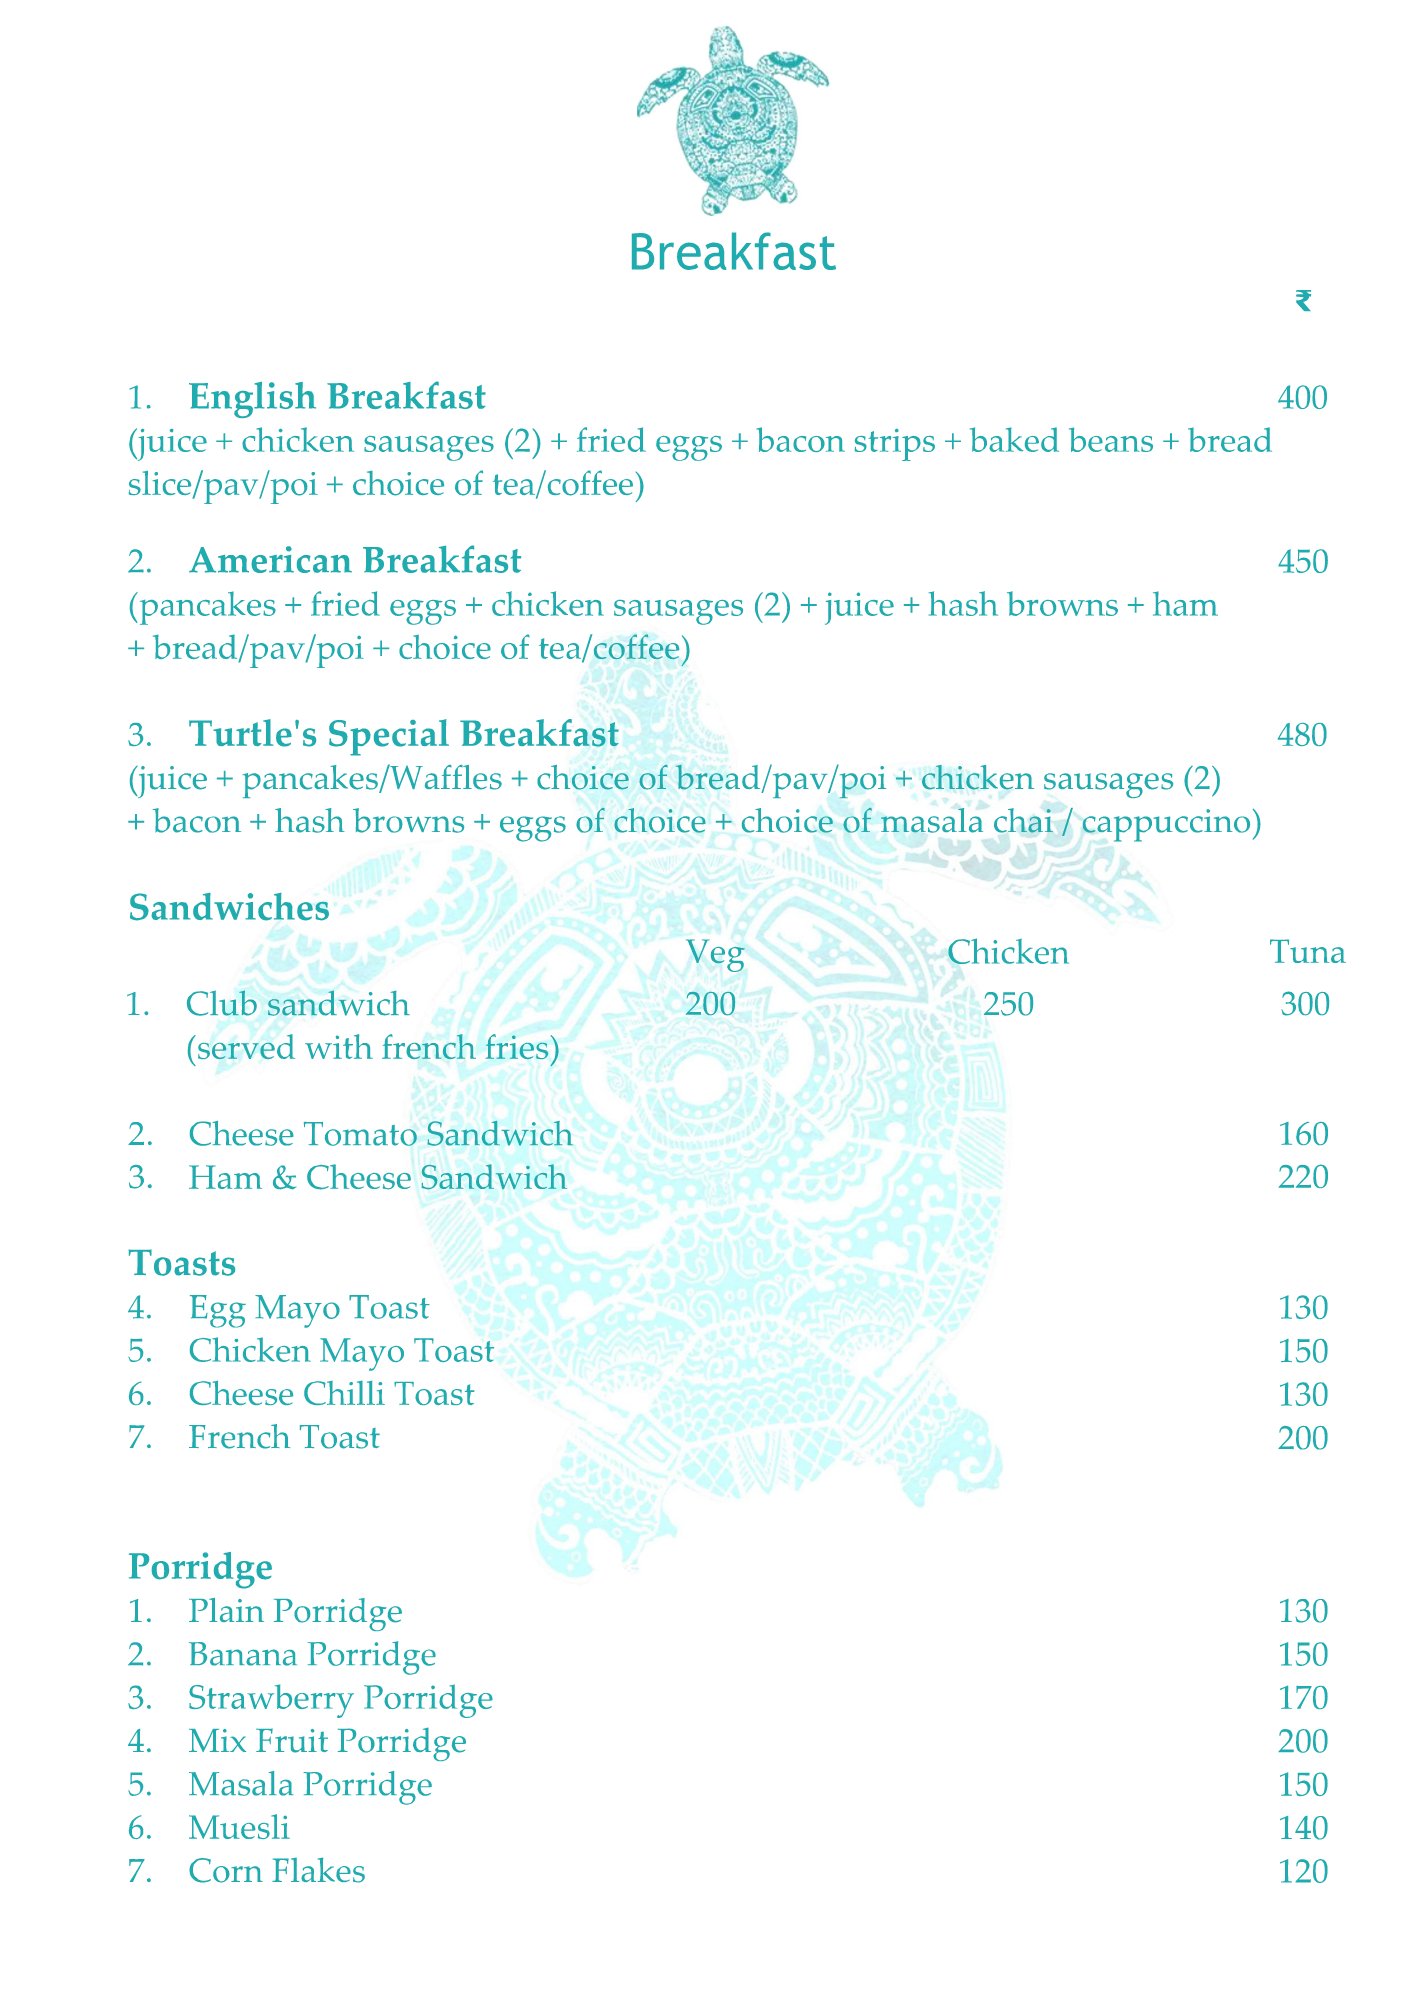 Breakfast
₹
1. English Breakfast 400
(juice + chicken sausages (2) + fried eggs + bacon strips + baked beans + bread
slice/pav/poi + choice of tea/coffee)
2. American Breakfast 450
(pancakes + fried eggs + chicken sausages (2) + juice + hash browns + ham
+ bread/pav/poi + choice of tea/coffee)
3. Turtle's Special Breakfast 480
(juice + pancakes/Waffles + choice of bread/pav/poi + chicken sausages (2)
+ bacon + hash browns + eggs of choice + choice of masala chai / cappuccino)
Sandwiches
Veg Chicken Tuna
1. Club sandwich 200 250 300
(served with french fries)
2. Cheese Tomato Sandwich 160
3. Ham & Cheese Sandwich 220
Toasts
4. Egg Mayo Toast 130
5. Chicken Mayo Toast 150
6. Cheese Chilli Toast 130
7. French Toast 200
Porridge
1. Plain Porridge 130
2. Banana Porridge 150
3. Strawberry Porridge 170
4. Mix Fruit Porridge 200
5. Masala Porridge 150
6. Muesli 140
7. Corn Flakes 120